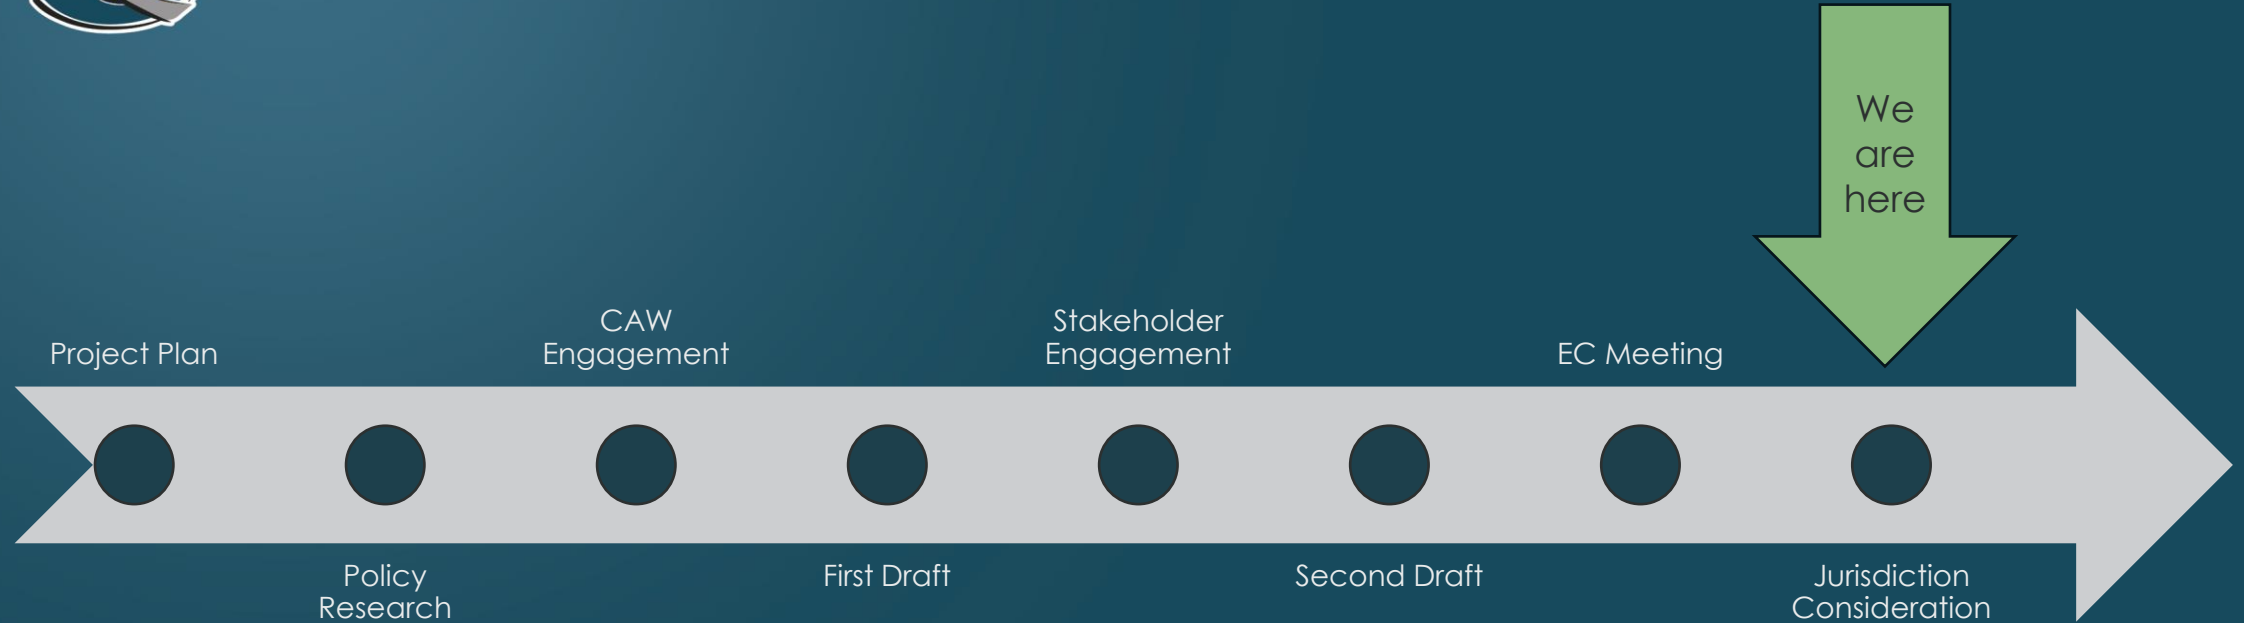 We
are
here
Project Plan
CAW
Engagement
Stakeholder
Engagement
EC Meeting
Policy
Research
First Draft
Second Draft
Jurisdiction
Consideration